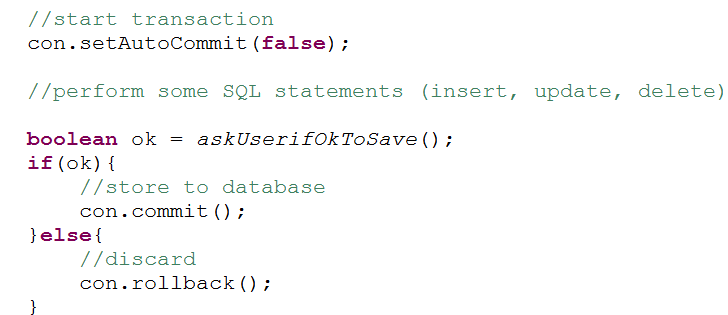 //start transaction
con.setAutoCommit(false);
//perform some SQL statements (insert, update, delete)
boolean ok = askUserifOkToSave();
if(ok){
    //store to database
    con.commit();
}else{
    //discard
    con.rollback();
}